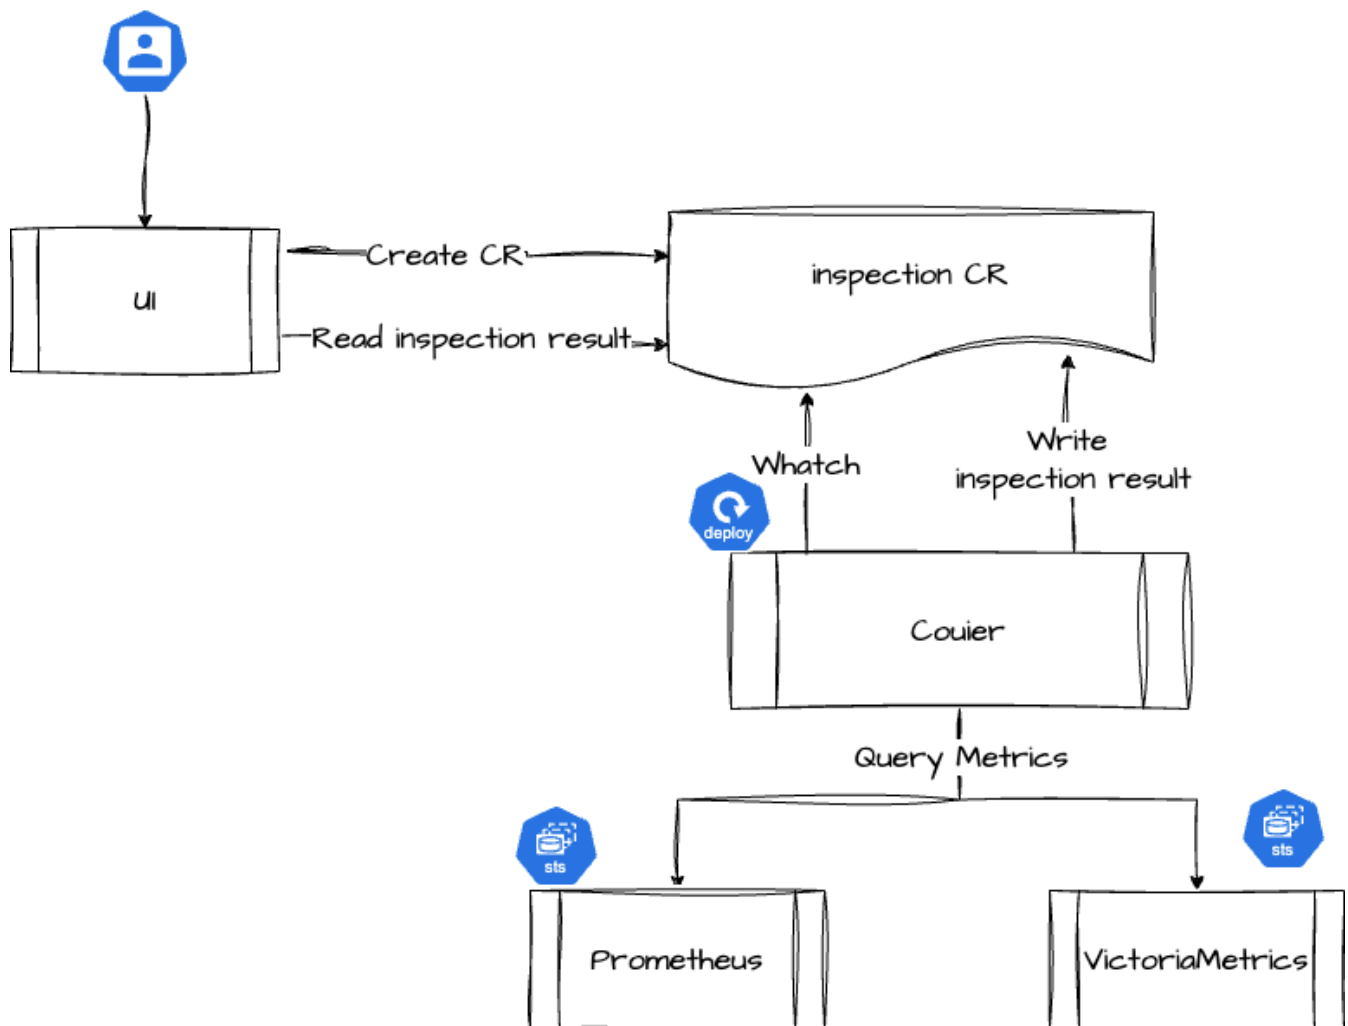 UI
Create CR
Read inspection result
inspection CR
Whatch
Write
inspection result
deploy
Couier
Query Metrics
sts
sts
Prometheus
VictoriaMetrics